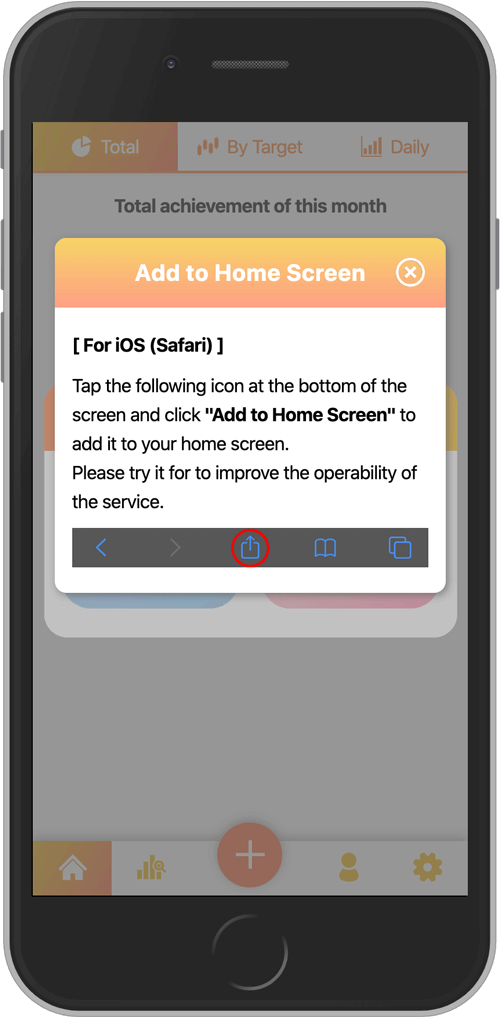 Total By Target Daily
Total achievement of this month
Add to Home Screen
[ For iOS (Safari) ]
Tap the following icon at the bottom of the
screen and click "Add to Home Screen" to
add it to your home screen.
Please try it for to improve the operability of
the service.